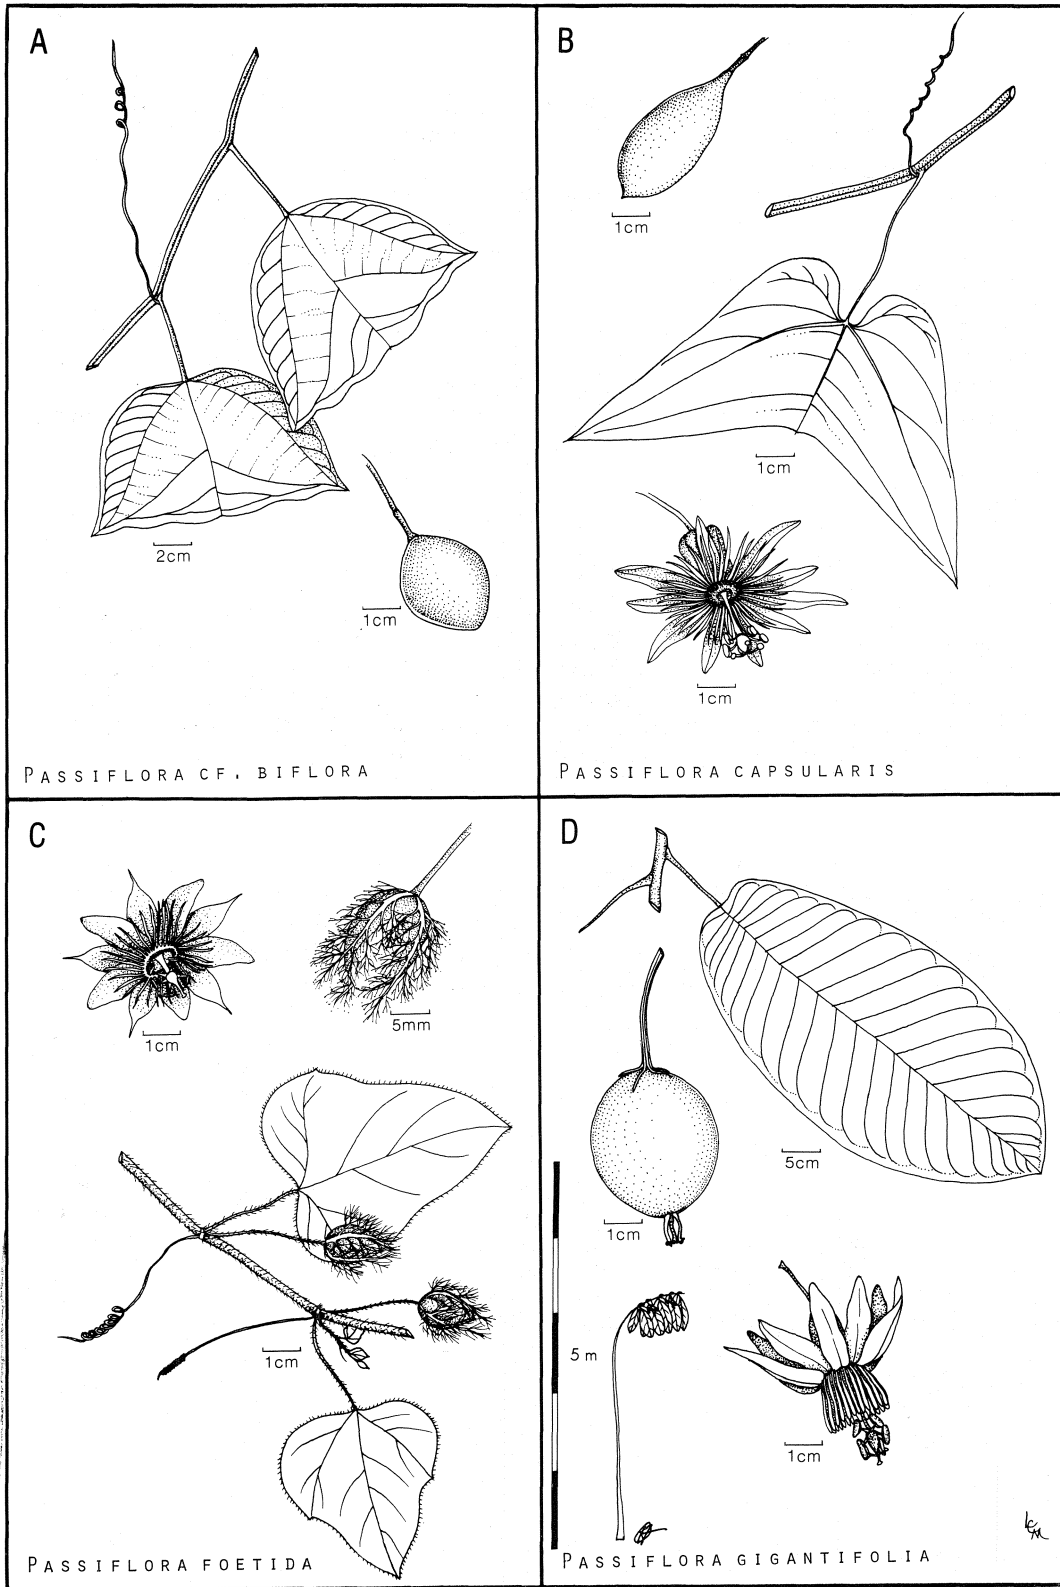 A
2cm
1cm
PASSIFLORA CF. BIFLORA
B
1cm
1cm
1cm
PASSIFLORA CAPSULARIS
C
1cm
5mm
1cm
PASSIFLORA FOETIDA
D
5cm
1cm
5 m
1cm
PASSIFLORA GIGANTIFOLIA